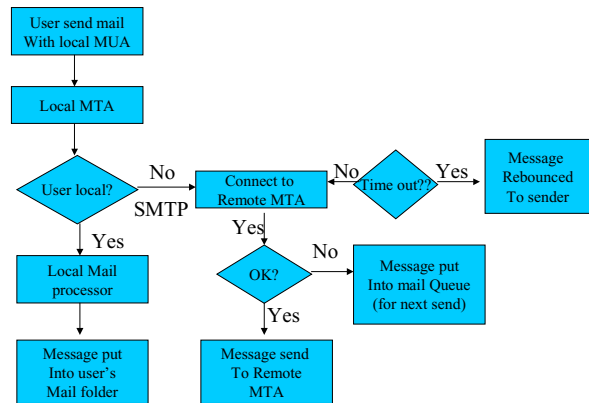 User send mail
With local MUA
Local MTA
User local?
No
SMTP
Connect to
Remote MTA
No
Time out??
Yes
Message
Rebounced
To sender
Yes
Local Mail
processor
Message put
Into user's
Mail folder
Yes
OK?
No
Message put
Into mail Queue
(for next send)
Yes
Message send
To Remote
MTA